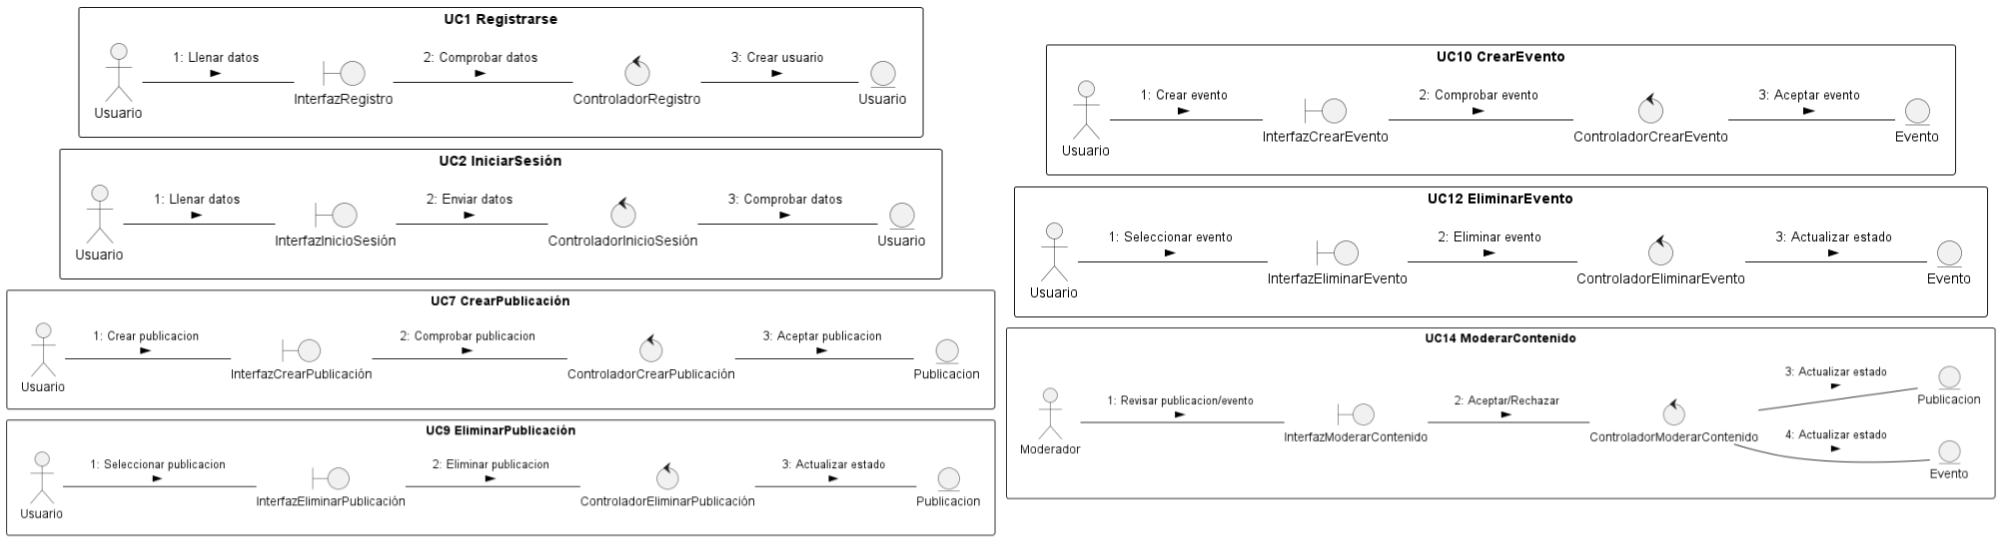 UC1 Registrarse
1: Llenar datos
2: Comprobar datos
3: Crear usuario
Usuario
InterfazRegistro
ControladorRegistro
Usuario
UC2 IniciarSesión
1: Llenar datos
2: Enviar datos
3: Comprobar datos
Usuario
InterfazInicioSesión
ControladorInicioSesión
Usuario
UC7 CrearPublicación
1: Crear publicacion
2: Comprobar publicacion
3: Aceptar publicacion
Usuario
InterfazCrearPublicación
ControladorCrearPublicación
Publicacion
UC9 EliminarPublicación
1: Seleccionar publicacion
2: Eliminar publicacion
3: Actualizar estado
Usuario
InterfazEliminarPublicación
ControladorEliminarPublicación
Publicacion
UC10 CrearEvento
1: Crear evento
2: Comprobar evento
3: Aceptar evento
Usuario
InterfazCrearEvento
ControladorCrearEvento
Evento
UC12 EliminarEvento
1: Seleccionar evento
2: Eliminar evento
3: Actualizar estado
Usuario
InterfazEliminarEvento
ControladorEliminarEvento
Evento
UC14 ModerarContenido
1: Revisar publicacion/evento
2: Aceptar/Rechazar
3: Actualizar estado
Publicacion
Moderador
InterfazModerarContenido
ControladorModerarContenido
4: Actualizar estado
Evento